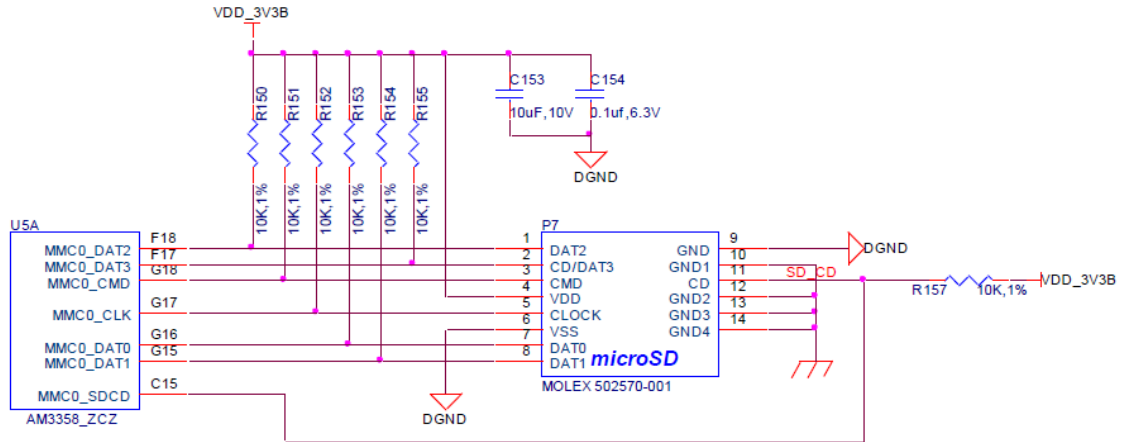 VDD_3V3B
R150
R151
R152
R153
R154
R155
10K,1%
10K,1%
10K,1%
10K,1%
10K,1%
10K,1%
C153
10uF,10V
C154
0.1uf,6.3V
DGND
U5A
MMC0_DAT2 F18
MMC0_DAT3 F17
MMC0_CMD G18
MMC0_CLK G17
MMC0_DAT0 G16
MMC0_DAT1 G15
MMC0_SDCD C15
AM3358_ZCZ
P7
1 DAT2
2 CD/DAT3
3 CMD
4 VDD
5 CLOCK
6 VSS
7 DAT0
8 DAT1
microSD
GND 9
GND1 10
CD 11
GND2 12
GND3 13
GND4 14
MOLEX 502570-001
DGND
DGND
SD_CD
R157
10K,1%
VDD_3V3B